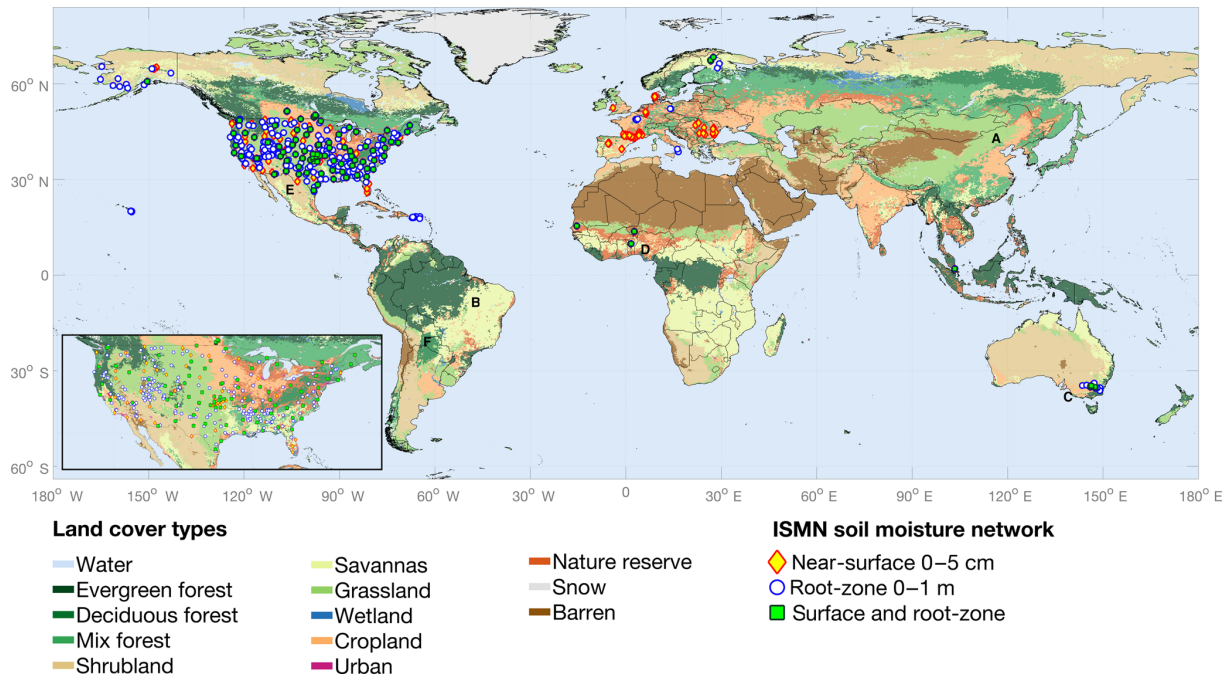 60° N
30° N
0
30° S
60° S
A
E
D
B
F
C
180° W
150° W
120° W
90° W
60° W
30° W
0
30° E
60° E
90° E
120° E
150° E
180° E
Land cover types
Water
Evergreen forest
Deciduous forest
Mix forest
Shrubland
Savannas
Grassland
Wetland
Cropland
Urban
Nature reserve
Snow
Barren
ISMN soil moisture network
Near-surface 0–5 cm
Root-zone 0–1 m
Surface and root-zone